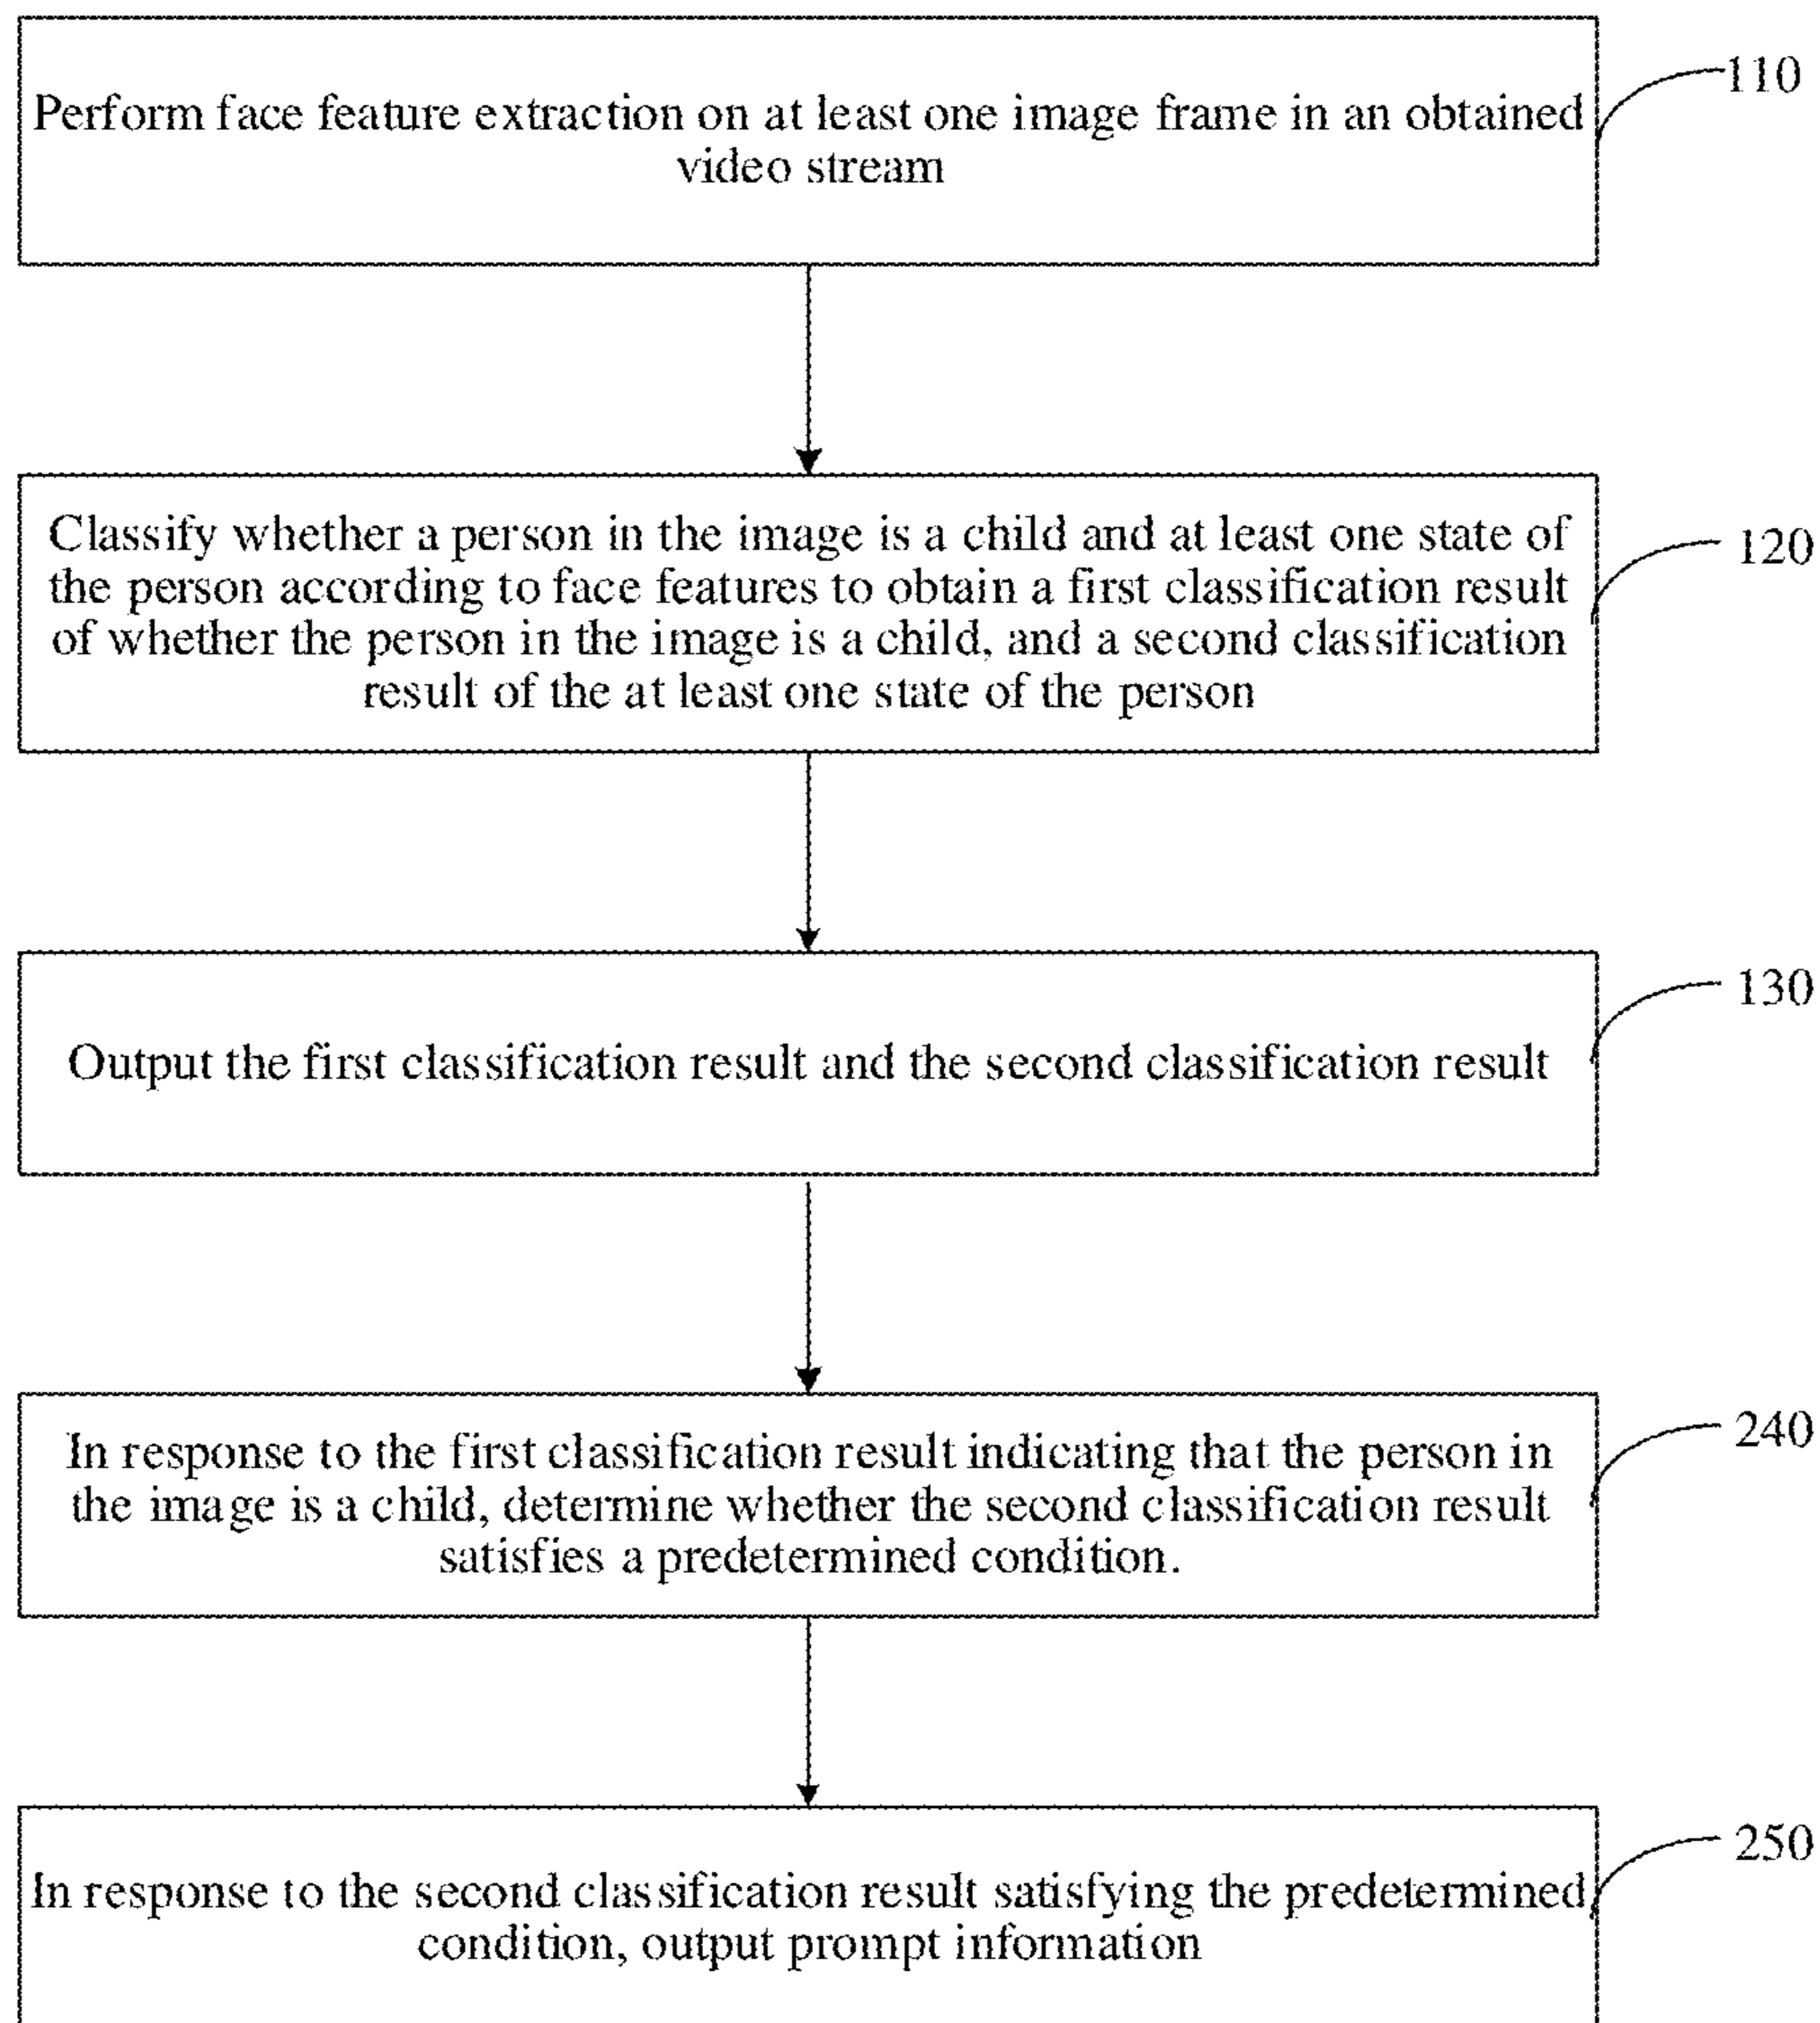 110
Perform face feature extraction on at least one image frame in an obtained
video stream
120
Classify whether a person in the image is a child and at least one state of
the person according to face features to obtain a first classification result
of whether the person in the image is a child, and a second classification
result of the at least one state of the person
130
Output the first classification result and the second classification result
240
In response to the first classification result indicating that the person in
the image is a child, determine whether the second classification result
satisfies a predetermined condition.
250
In response to the second classification result satisfying the predetermined
condition, output prompt information